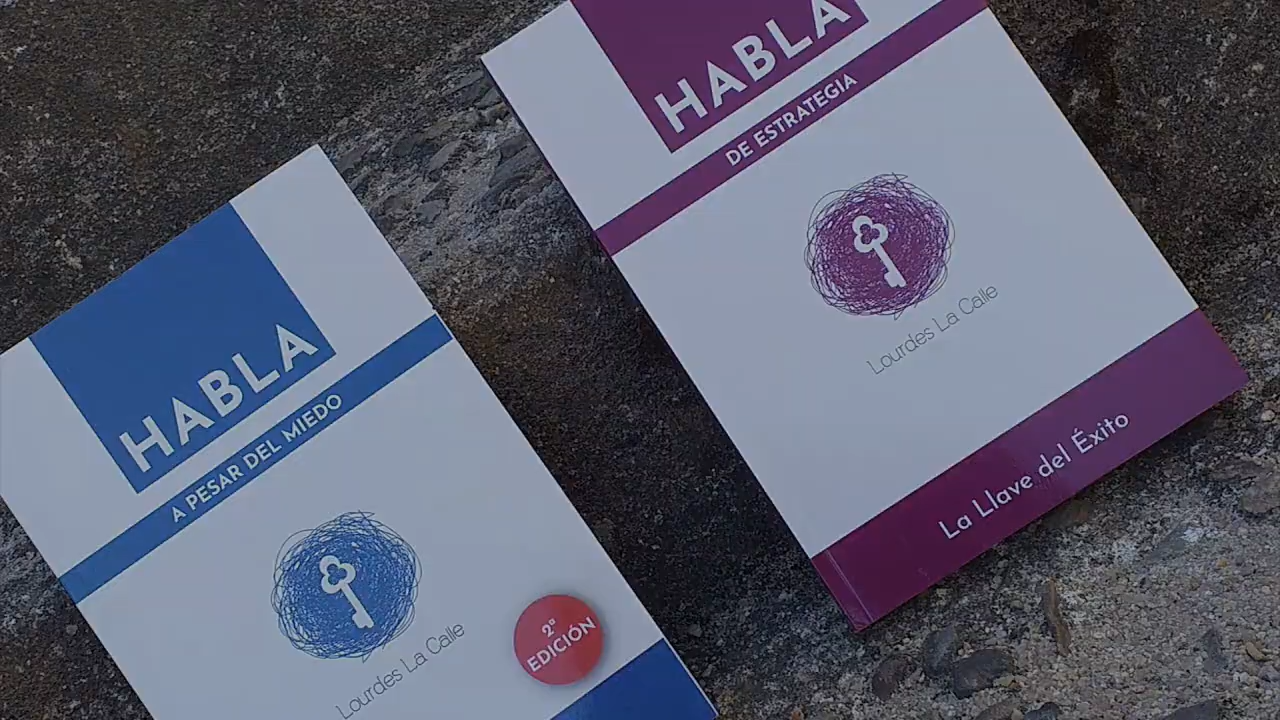 HABLA
A PESAR DEL MIEDO
Lourdes La Calle
2ª
EDICIÓN
HABLA
DE ESTRATEGIA
Lourdes La Calle
La Llave del Éxito